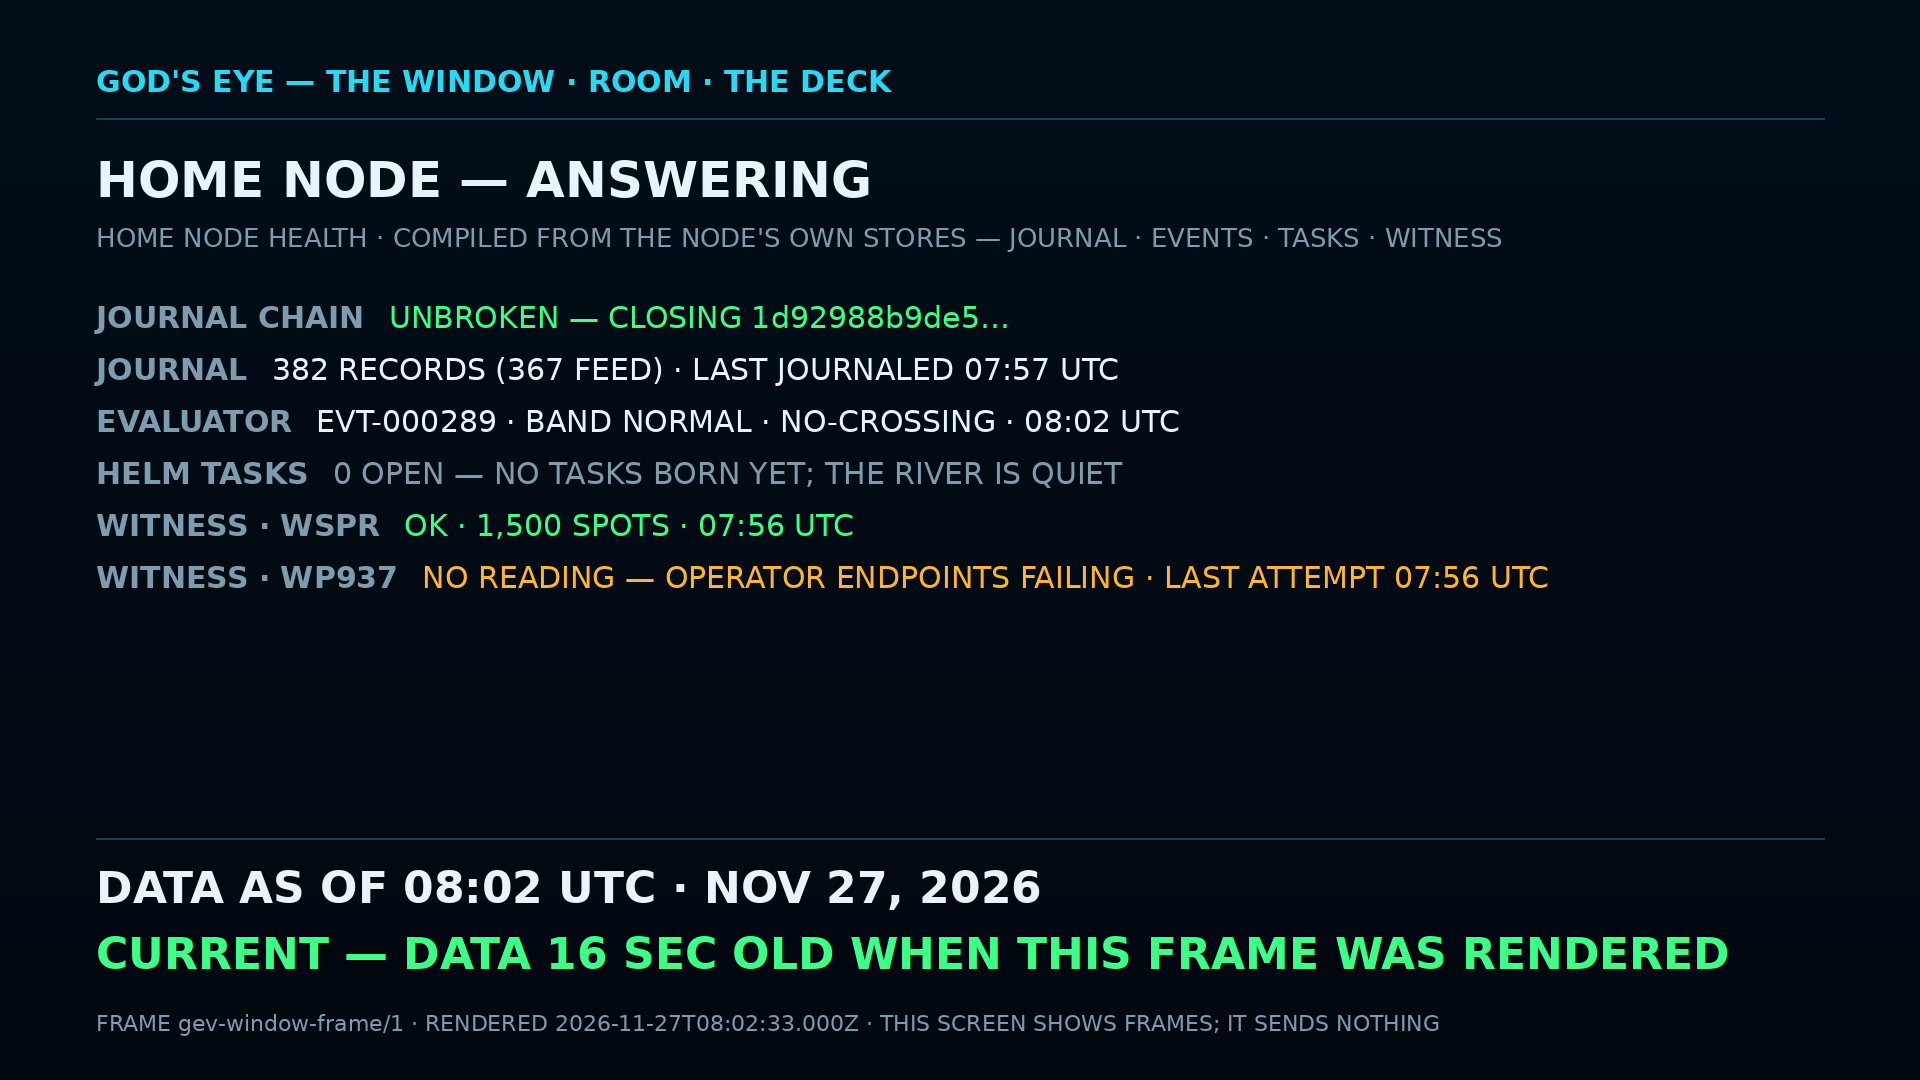 GOD'S EYE — THE WINDOW · ROOM · THE DECK
HOME NODE — ANSWERING
HOME NODE HEALTH · COMPILED FROM THE NODE'S OWN STORES — JOURNAL · EVENTS · TASKS · WITNESS
JOURNAL CHAIN UNBROKEN — CLOSING 1d92988b9de5…
JOURNAL 382 RECORDS (367 FEED) · LAST JOURNALED 07:57 UTC
EVALUATOR EVT-000289 · BAND NORMAL · NO-CROSSING · 08:02 UTC
HELM TASKS 0 OPEN — NO TASKS BORN YET; THE RIVER IS QUIET
WITNESS · WSPR OK · 1,500 SPOTS · 07:56 UTC
WITNESS · WP937 NO READING — OPERATOR ENDPOINTS FAILING · LAST ATTEMPT 07:56 UTC
DATA AS OF 08:02 UTC · NOV 27, 2026
CURRENT — DATA 16 SEC OLD WHEN THIS FRAME WAS RENDERED
FRAME gev-window-frame/1 · RENDERED 2026-11-27T08:02:33.000Z · THIS SCREEN SHOWS FRAMES; IT SENDS NOTHING